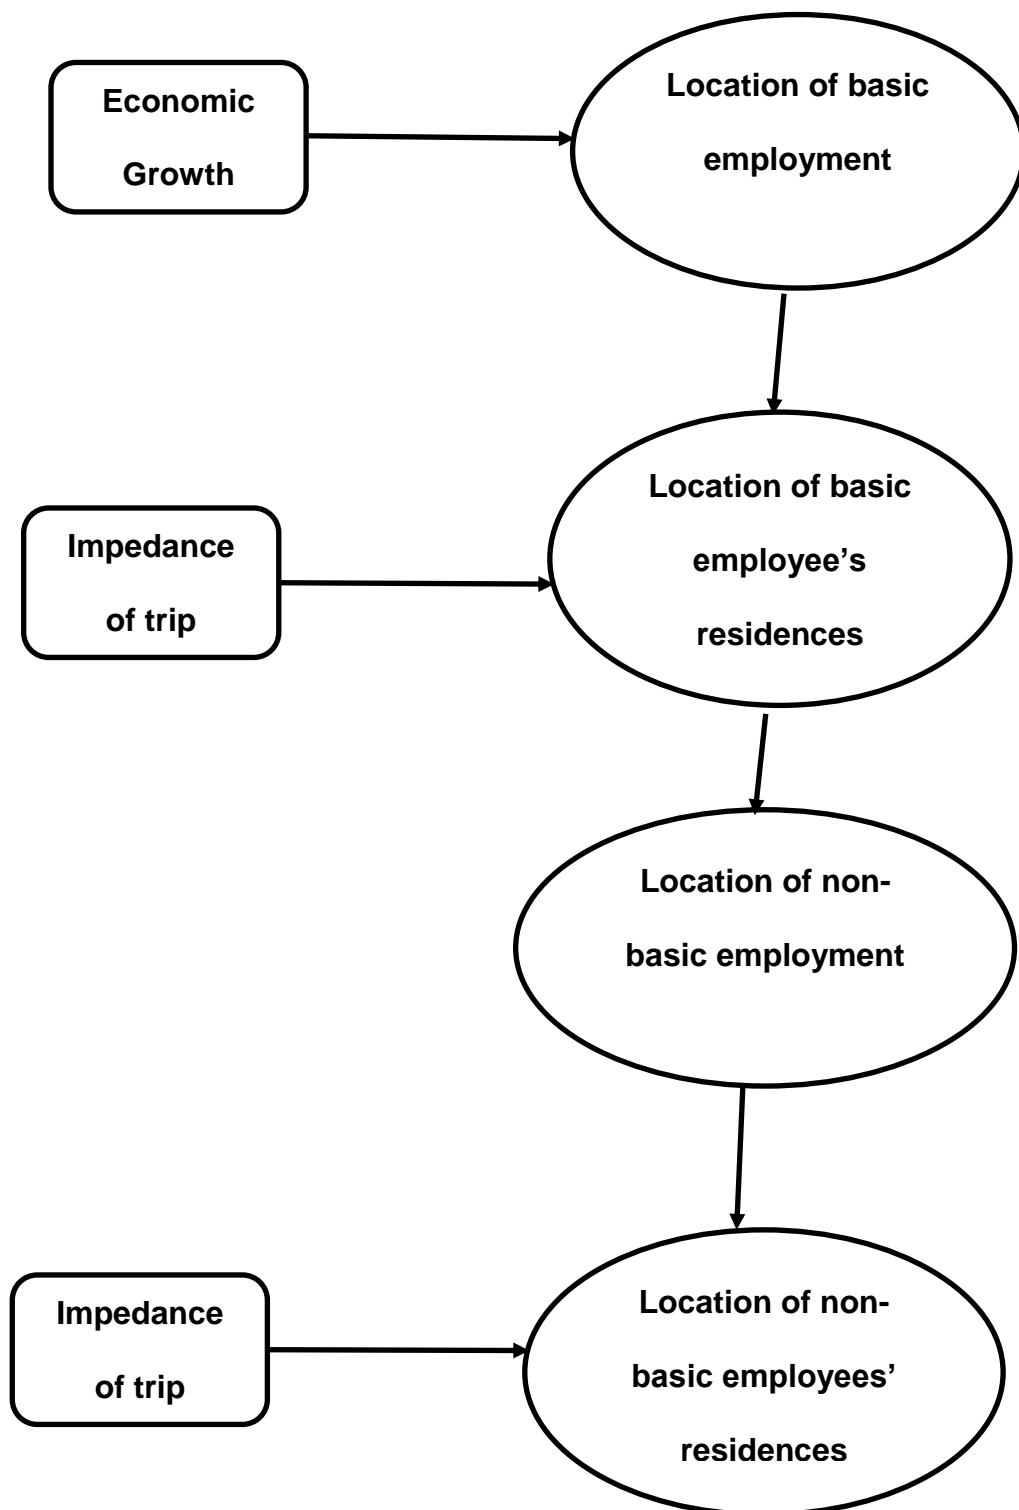 Economic
Growth
Location of basic
employment
Impedance
of trip
Location of basic
employee’s
residences
Location of non-
basic employment
Impedance
of trip
Location of non-
basic employees’
residences